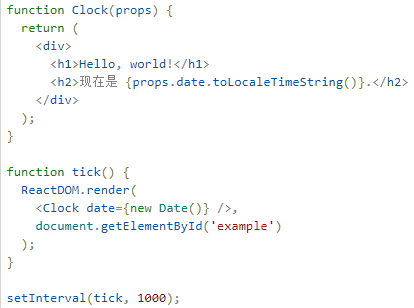 function Clock(props) {
  return (
    <div>
      <h1>Hello, world!</h1>
      <h2>现在是 {props.date.toLocaleTimeString()}.</h2>
    </div>
  );
}

function tick() {
  ReactDOM.render(
    <Clock date={new Date()} />,
    document.getElementById('example')
  );
}

setInterval(tick, 1000);